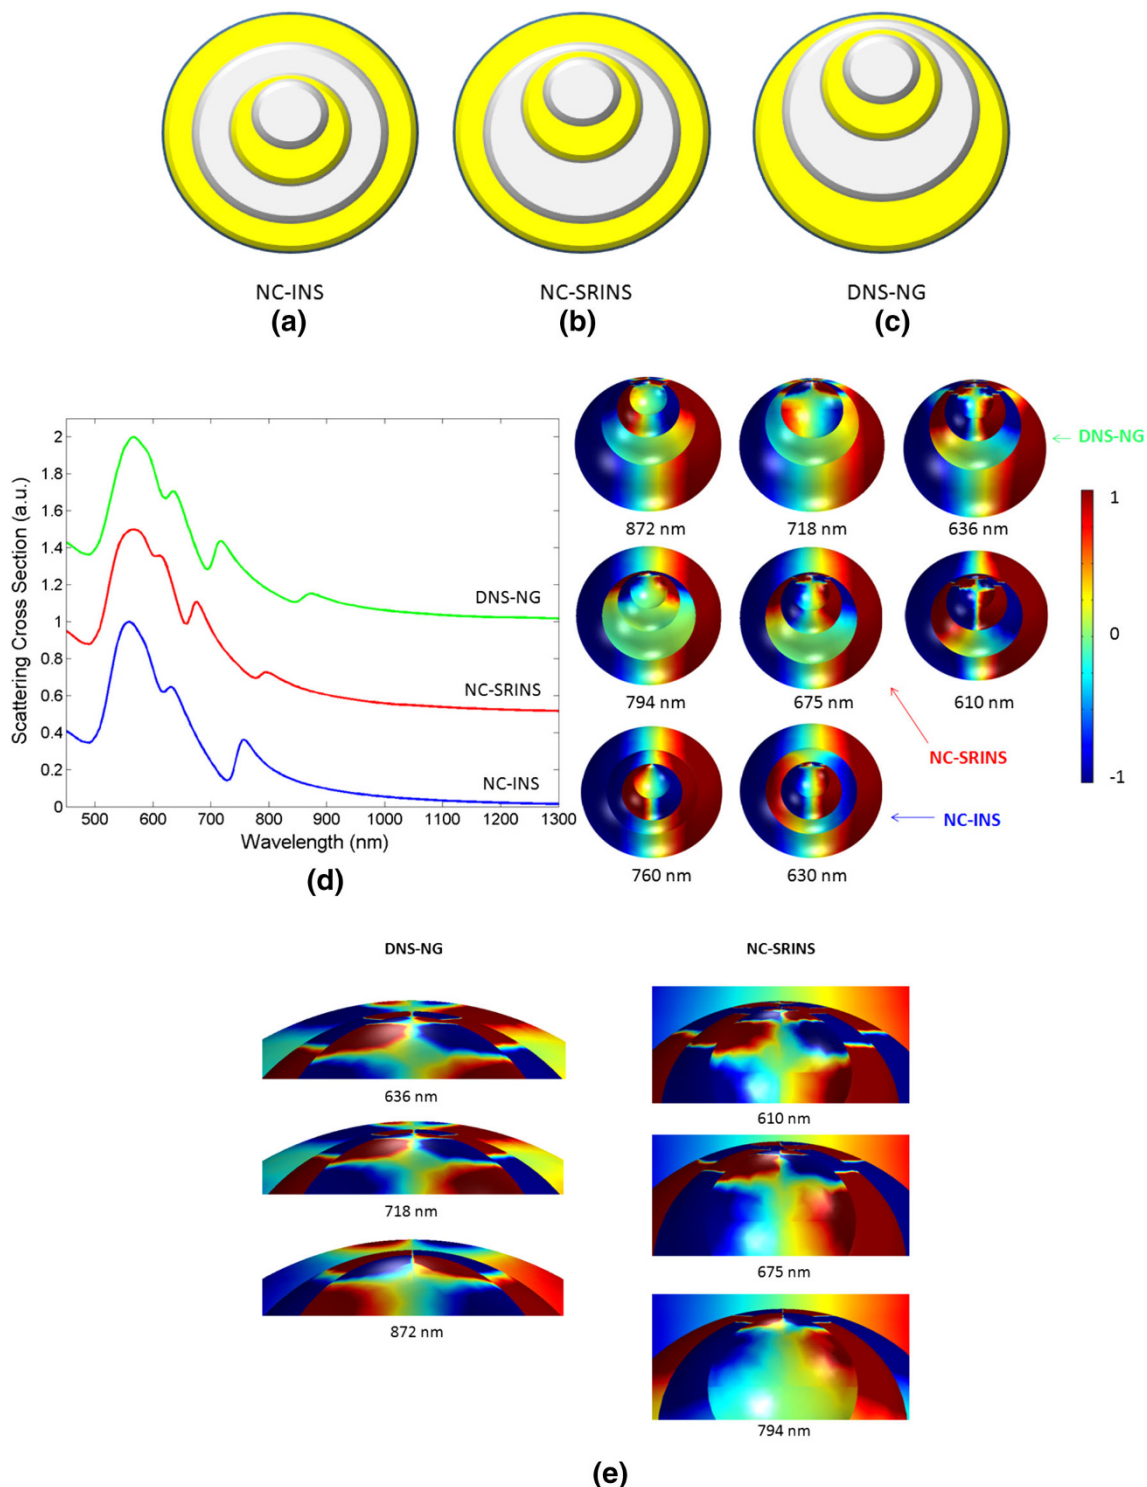 NC-INS
(a)
NC-SRINS
(b)
DNS-NG
(c)
Scattering Cross Section (a.u.)
2
1.8
1.6
1.4
1.2
1
0.8
0.6
0.4
0.2
0
DNS-NG
NC-SRINS
NC-INS
500 600 700 800 900 1000 1100 1200 1300
Wavelength (nm)
(d)
872 nm
718 nm
636 nm
DNS-NG
794 nm
675 nm
610 nm
NC-SRINS
760 nm
630 nm
NC-INS
1
0
-1
DNS-NG
636 nm
718 nm
872 nm
NC-SRINS
610 nm
675 nm
794 nm
(e)